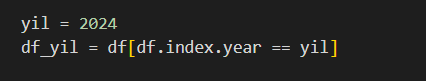 yil = 2024
df_yil = df[df.index.year == yil]